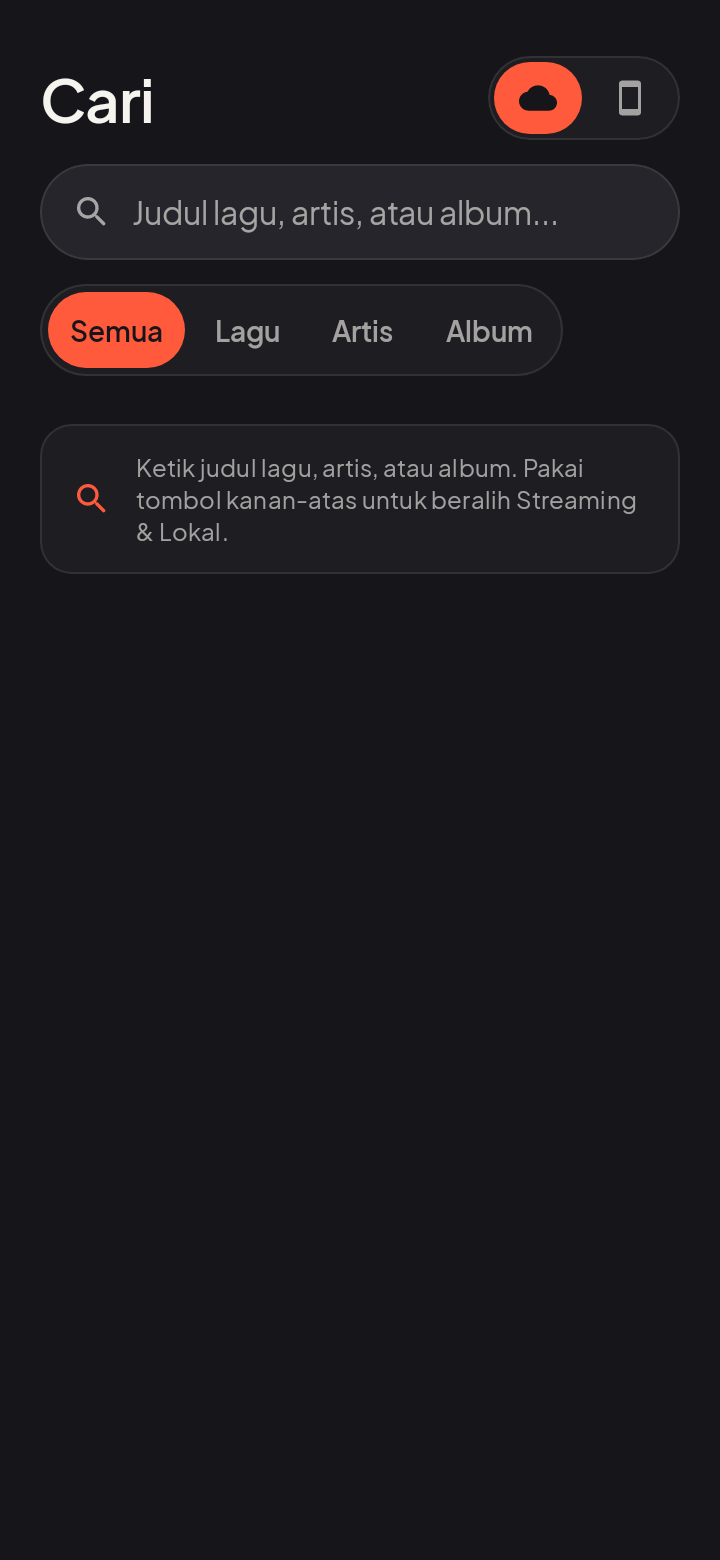 Cari
Judul lagu, artis, atau album...
Semua Lagu Artis Album
Ketik judul lagu, artis, atau album. Pakai
tombol kanan-atas untuk beralih Streaming
& Lokal.